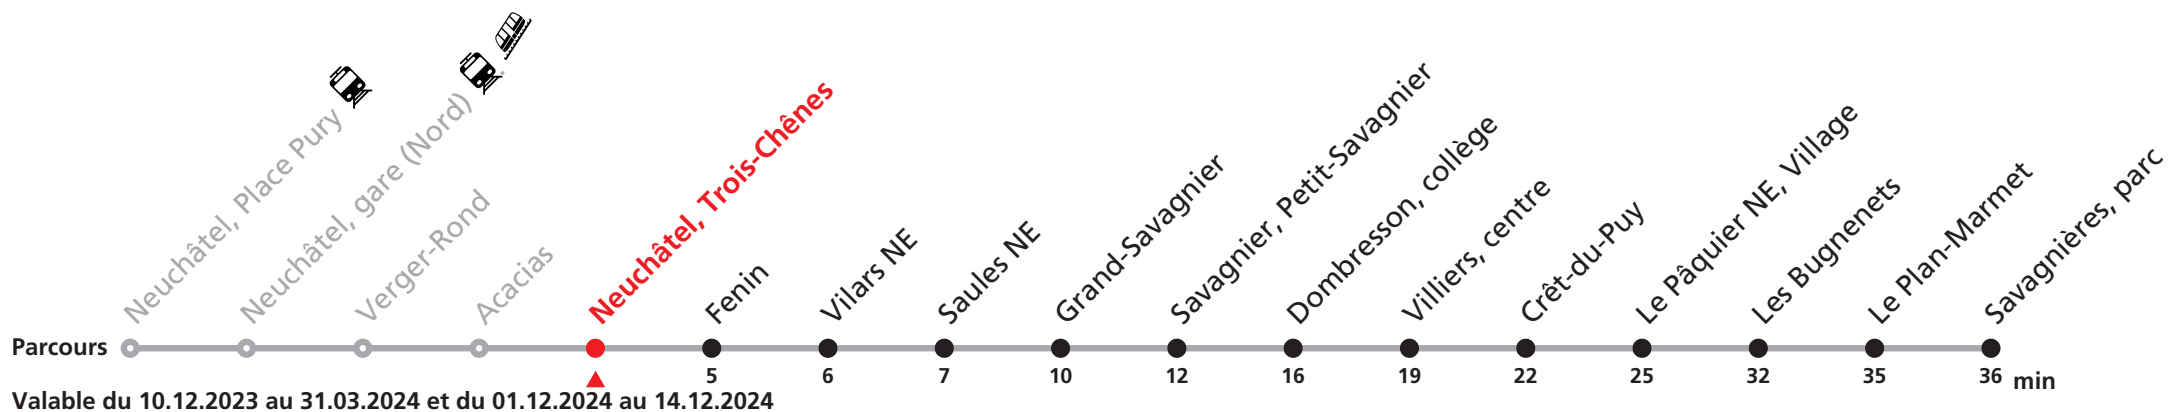 Neuchâtel, Place Pury
Neuchâtel, gare (Nord)
Verger-Rond
Acacias
Neuchâtel, Trois-Chênes
Fenin
Vilars NE
Saules NE
Grand-Savagnier
Savagnier, Petit-Savagnier
Dombresson, collège
Villiers, centre
Crêt-du-Puy
Le Pâquier NE, Village
Les Bugnenets
Le Plan-Marmet
Savagnières, parc
Parcours
5 6 7 10 12 16 19 22 25 32 35 36 min
Valable du 10.12.2023 au 31.03.2024 et du 01.12.2024 au 14.12.2024